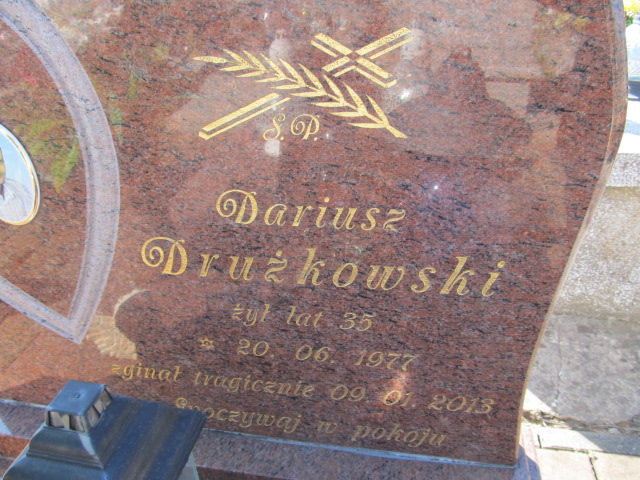 Ś. P.
Dariusz
Drużkowski
żył lat 35
* 20. 06. 1977
zginął tragicznie 09. 01. 2013
Spoczywaj w pokoju